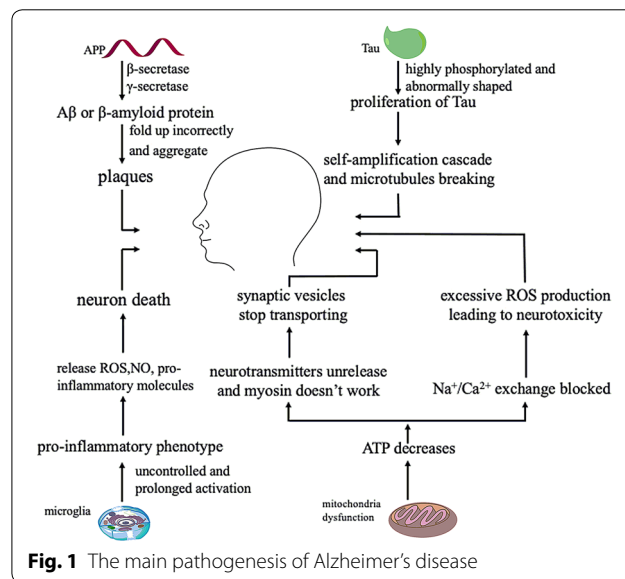 APP
β-secretase
γ-secretase
Aβ or β-amyloid protein
fold up incorrectly
and aggregate
plaques
Tau
highly phosphorylated and
abnormally shaped
proliferation of Tau
self-amplification cascade
and microtubules breaking
neuron death
release ROS,NO, pro-
inflammatory molecules
pro-inflammatory phenotype
uncontrolled and
prolonged activation
microglia
synaptic vesicles
stop transporting
neurotransmitters unrelease
and myosin doesn't work
excessive ROS production
leading to neurotoxicity
Na⁺/Ca²⁺ exchange blocked
ATP decreases
mitochondria
dysfunction
Fig. 1 The main pathogenesis of Alzheimer's disease